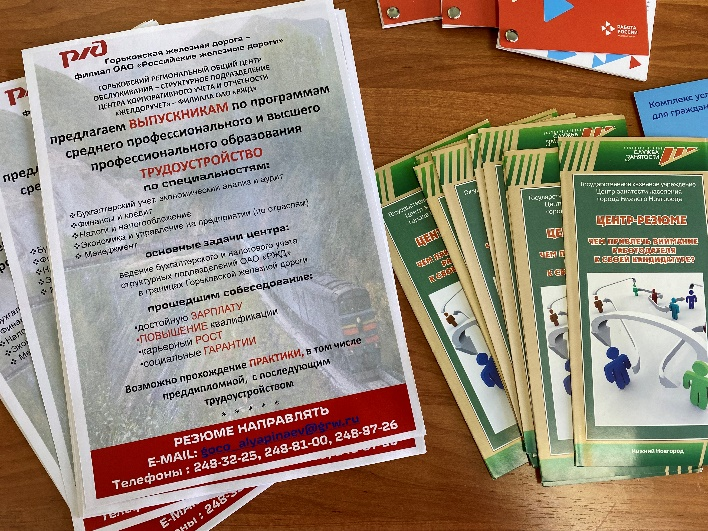 РЖД
Горьковская железная дорога –
филиал ОАО «Российские железные дороги»
ГОРЬКОВСКИЙ РЕГИОНАЛЬНЫЙ ОБЩИЙ ЦЕНТР
ОБСЛУЖИВАНИЯ – СТРУКТУРНОЕ ПОДРАЗДЕЛЕНИЕ
ЦЕНТРА КОРПОРАТИВНОГО УЧЕТА И ОТЧЕТНОСТИ
«ЖЕЛДОРУЧЕТ» - ФИЛИАЛА ОАО «РЖД»
предлагаем ВЫПУСКНИКАМ по программам
среднего профессионального и высшего
профессионального образования
ТРУДОУСТРОЙСТВО
по специальностям:
Бухгалтерский учет, экономический анализ и аудит
Финансы и кредит
Налоги и налогообложение
Экономика и управление на предприятии (по отраслям)
Менеджмент
основные задачи центра:
ведение бухгалтерского и налогового учета
структурных подразделений ОАО «РЖД»
в границах Горьковской железной дороги
прошедшим собеседование:
•достойную ЗАРПЛАТУ
•ПОВЫШЕНИЕ квалификации
•карьерный РОСТ
•социальные ГАРАНТИИ
Возможно прохождение ПРАКТИКИ, в том числе
преддипломной, с последующим
трудоустройством
* * * * *
РЕЗЮМЕ НАПРАВЛЯТЬ
E-MAIL: goco_alyapinaev@grw.ru
Телефоны : 248-32-25, 248-81-00, 248-87-26
РАБОТА
РОССИИ
Комплекс усл
для граждан
СЛУЖБА
ЗАНЯТОСТИ
Государственное казенное учреждение
Центр занятости населения
города Нижнего Новгорода
ЦЕНТР-РЕЗЮМЕ
ЧЕМ ПРИВЛЕЧЬ ВНИМАНИЕ
РАБОТОДАТЕЛЯ
К СВОЕЙ КАНДИДАТУРЕ?
Нижний Новгород